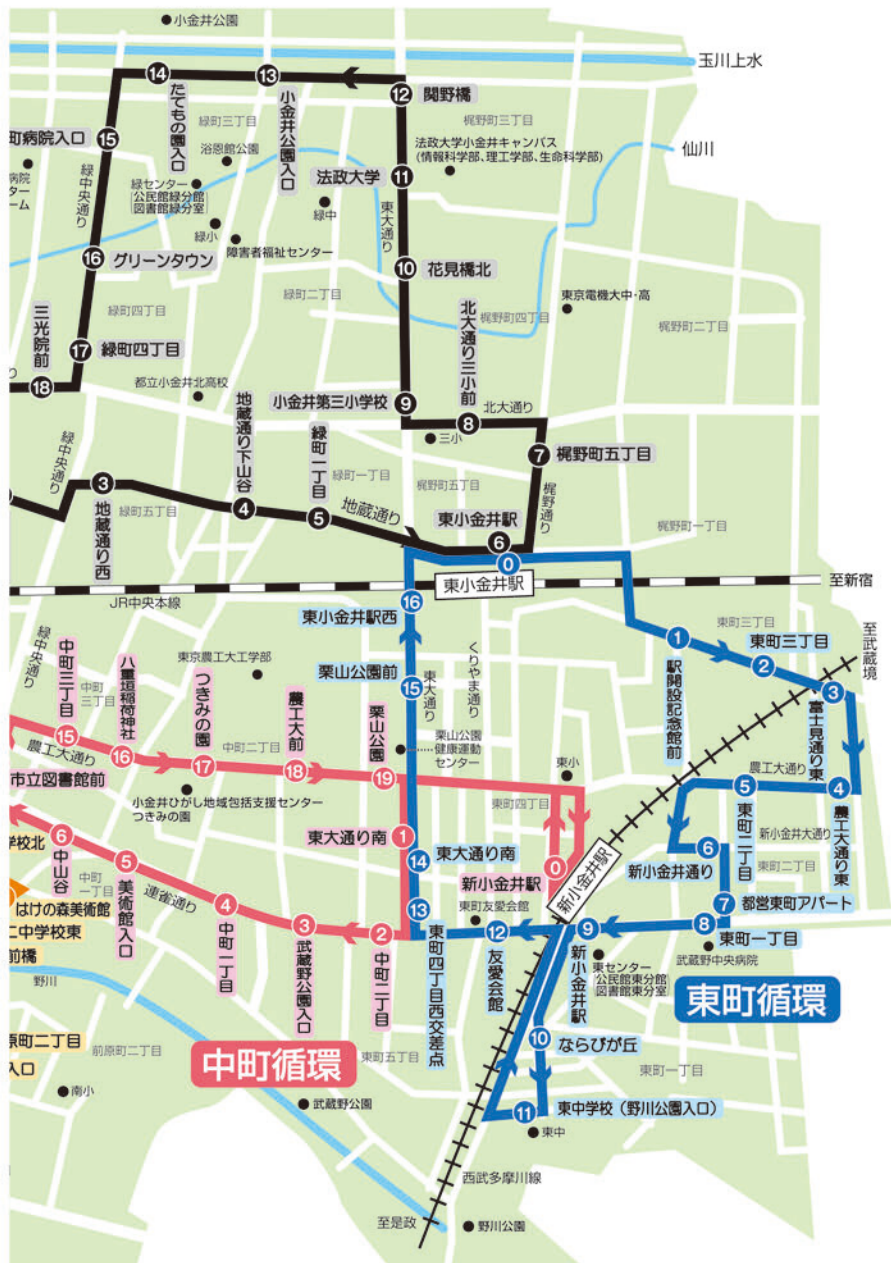 小金井公園
玉川上水
14
13
たてもの園入口
小金井公園入口
12
関野橋
緑町三丁目
梶野町三丁目
法政大学小金井キャンパス
(情報科学部、理工学部、生命科学部)
仙川
15
町病院入口
浴恩館公園
病院
ター
ーム
緑中央通り
緑センター
公民館緑分館
図書館緑分室
法政大学
11
緑中
東大通り
緑小
障害者福祉センター
16
グリーンタウン
10
花見橋北
緑町二丁目
緑町四丁目
梶野町四丁目
東京電機大中・高
梶野町二丁目
三光院前
17
緑町四丁目
18
都立小金井北高校
小金井第三小学校
9
北大通り三小前
8
北大通り
三小
7
梶野町五丁目
緑中央通り
地蔵通り下山谷
緑町一丁目
緑町一丁目
梶野町五丁目
梶野通り
3
地蔵通り西
緑町五丁目
4
5
地蔵通り
東小金井駅
6
0
梶野町一丁目
東小金井駅
至新宿
JR中央本線
東小金井駅西
16
東町三丁目
至武蔵境
1
駅開設記念館前
東町三丁目
2
3
富士見通り東
緑中央通り
中町三丁目
中町
三丁目
八重垣稲荷神社
東京農工大工学部
つきみの園
農工大前
栗山公園前
15
東大通り
くりやま通り
栗山公園
栗山公園
健康運動
センター
15
農工大通り
16
17
中町二丁目
18
19
東小
農工大通り
5
東町二丁目
4
農工大通り東
市立図書館前
小金井ひがし地域包括支援センター
つきみの園
東町四丁目
新小金井大通り
学校北
6
中山谷
5
美術館入口
中町
一丁目
連雀通り
東大通り南
1
14
東大通り南
新小金井駅
0
新小金井駅
新小金井通り
6
東町二丁目
はけの森美術館
二中学校東
前橋
4
中町一丁目
3
武蔵野公園入口
2
中町二丁目
13
東町四丁目西交差点
東町友愛会館
12
友愛会館
9
新小金井駅
7
都営東町アパート
8
東町一丁目
東センター
公民館東分館
図書館東分室
武蔵野中央病院
東町循環
野川
原町二丁目
入口
前原町二丁目
中町循環
東町五丁目
10
ならびが丘
東町一丁目
南小
武蔵野公園
11
東中学校(野川公園入口)
東中
西武多摩川線
至是政
野川公園